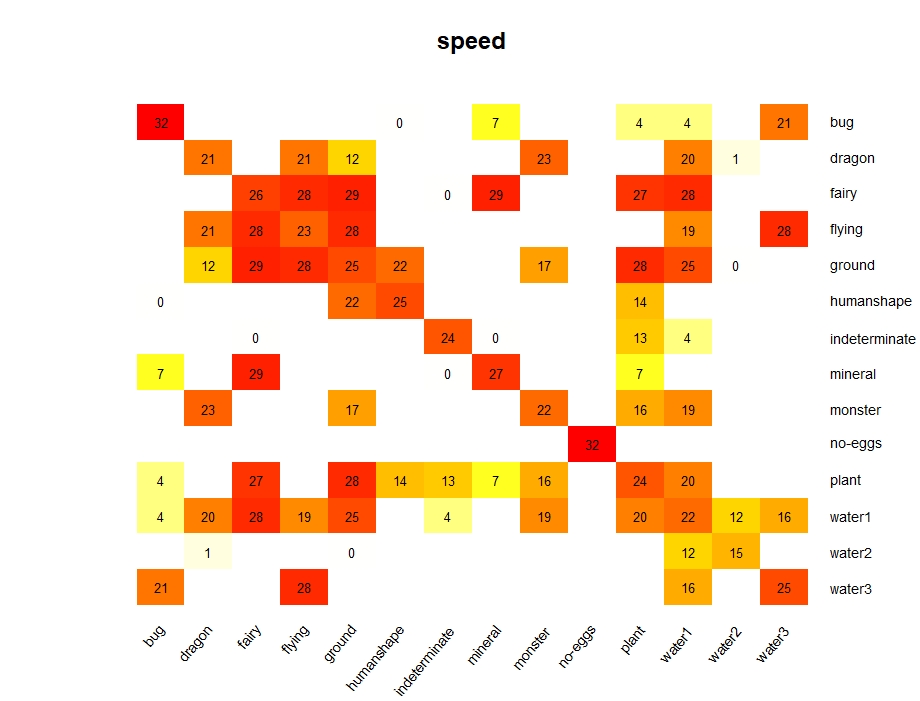 speed
32 0 7 4 4 21 bug
21 21 12 23 20 1 dragon
26 28 29 0 29 27 28 fairy
21 28 23 28 19 28 flying
12 29 28 25 22 17 28 25 0 ground
0 22 25 14 humanshape
0 24 0 13 4 indeterminate
7 29 0 27 7 mineral
23 17 22 16 19 monster
32 no-eggs
4 27 28 14 13 7 16 24 20 plant
4 20 28 19 25 4 19 20 22 12 16 water1
1 0 12 15 water2
21 28 16 25 water3
bug dragon fairy flying ground humanshape indeterminate mineral monster no-eggs plant water1 water2 water3